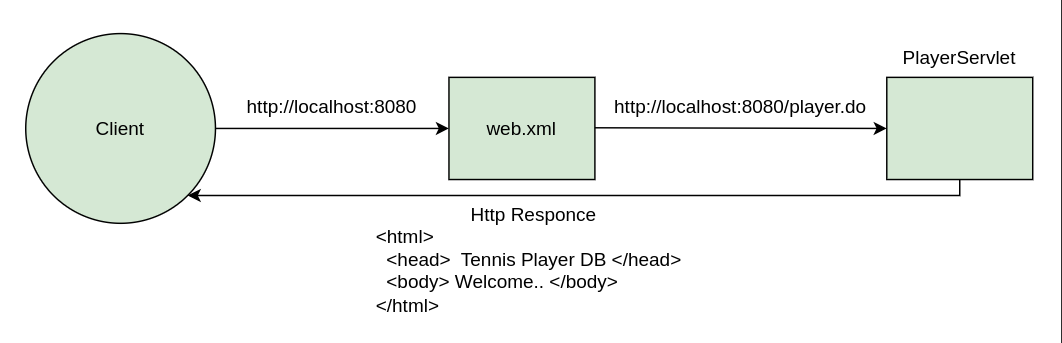 PlayerServlet
http://localhost:8080
http://localhost:8080/player.do
Client
web.xml
Http Responce
<html>
<head>  Tennis Player DB </head>
<body> Welcome.. </body>
</html>